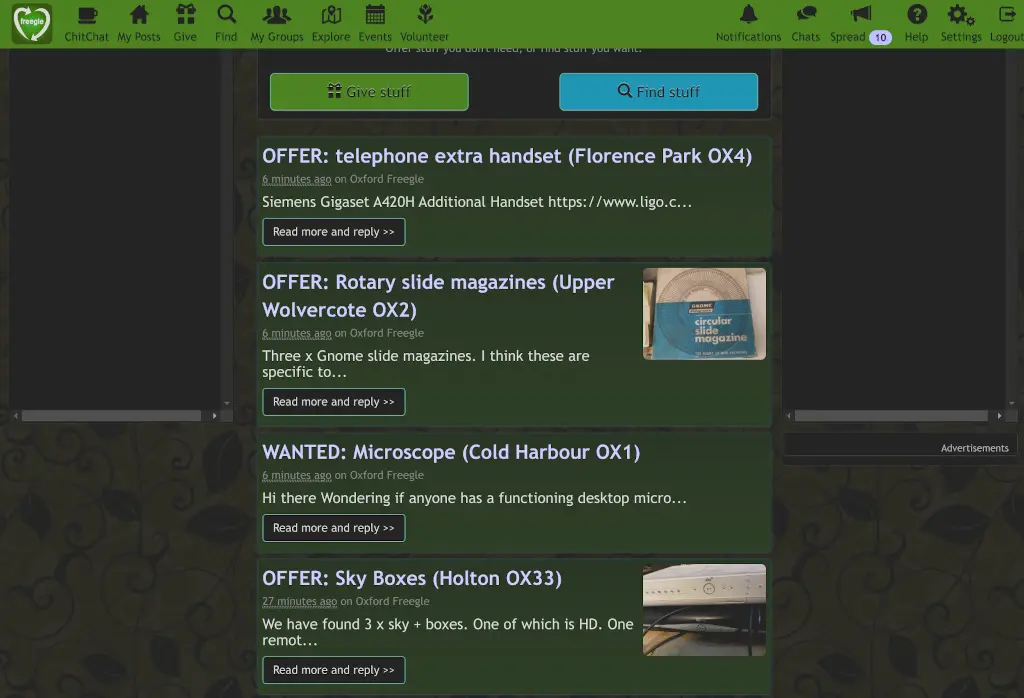 freegle
ChitChat My Posts Give Find My Groups Explore Events Volunteer Notifications Chats Spread 10 Help Settings Logout
Offer stuff you don't need, or find stuff you want.
Give stuff
Find stuff
OFFER: telephone extra handset (Florence Park OX4)
6 minutes ago on Oxford Freegle
Siemens Gigaset A420H Additional Handset https://www.ligo.c...
Read more and reply >>
OFFER: Rotary slide magazines (Upper
Wolvercote OX2)
6 minutes ago on Oxford Freegle
Three x Gnome slide magazines. I think these are
specific to...
Read more and reply >>
GNOME
circular
slide
magazine
WANTED: Microscope (Cold Harbour OX1)
6 minutes ago on Oxford Freegle
Hi there Wondering if anyone has a functioning desktop micro...
Read more and reply >>
Advertisements
OFFER: Sky Boxes (Holton OX33)
27 minutes ago on Oxford Freegle
We have found 3 x sky + boxes. One of which is HD. One
remot...
Read more and reply >>